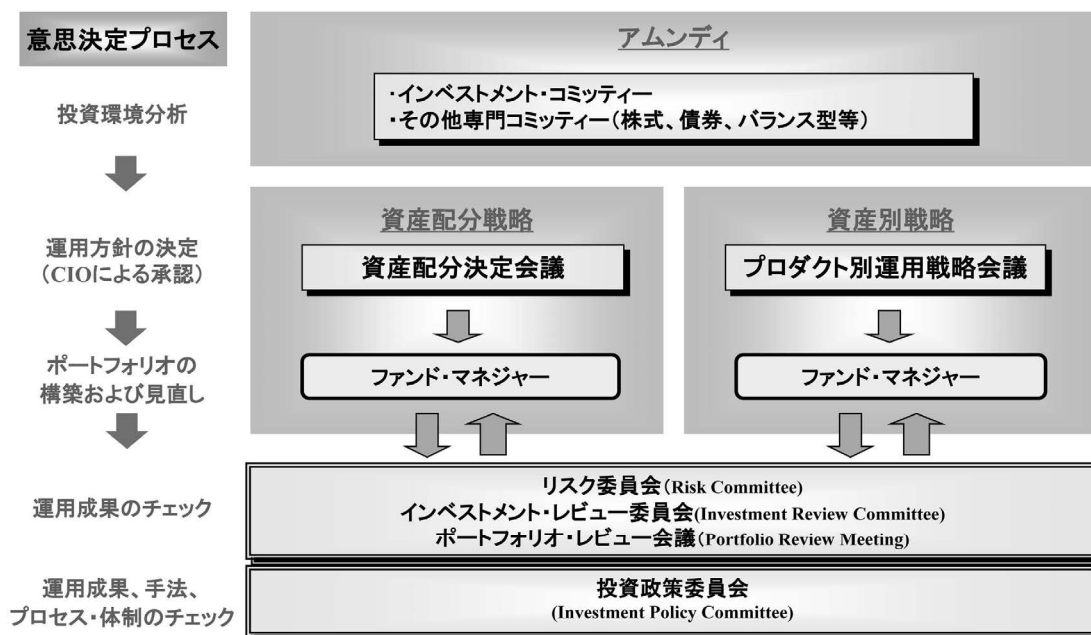 意思決定プロセス
アムンディ
投資環境分析
・インベストメント・コミッティー
・その他専門コミッティー(株式、債券、バランス型等)
運用方針の決定
(CIOによる承認)
資産配分戦略
資産配分決定会議
資産別戦略
プロダクト別運用戦略会議
ポートフォリオの
構築および見直し
ファンド・マネジャー
ファンド・マネジャー
運用成果のチェック
リスク委員会(Risk Committee)
インベストメント・レビュー委員会(Investment Review Committee)
ポートフォリオ・レビュー会議(Portfolio Review Meeting)
運用成果、手法、
プロセス・体制のチェック
投資政策委員会
(Investment Policy Committee)